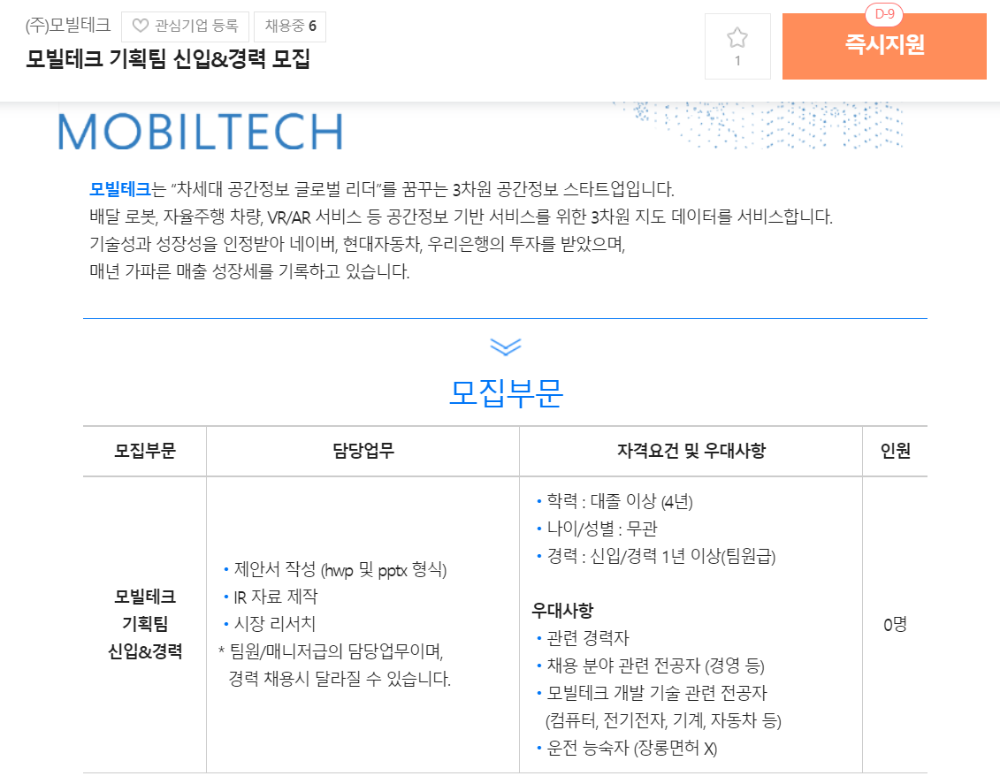 (주)모빌테크 관심기업 등록 채용중 6
모빌테크 기획팀 신입&경력 모집
1
D-9
즉시지원
MOBILTECH
모빌테크는 “차세대 공간정보 글로벌 리더”를 꿈꾸는 3차원 공간정보 스타트업입니다.
배달 로봇, 자율주행 차량, VR/AR 서비스 등 공간정보 기반 서비스를 위한 3차원 지도 데이터를 서비스합니다.
기술성과 성장성을 인정받아 네이버, 현대자동차, 우리은행의 투자를 받았으며,
매년 가파른 매출 성장세를 기록하고 있습니다.
모집부문
모집부문 담당업무 자격요건 및 우대사항 인원
모빌테크
기획팀
신입&경력
• 제안서 작성 (hwp 및 pptx 형식)
• IR 자료 제작
• 시장 리서치
* 팀원/매니저급의 담당업무이며,
경력 채용시 달라질 수 있습니다.
• 학력 : 대졸 이상 (4년)
• 나이/성별 : 무관
• 경력 : 신입/경력 1년 이상(팀원급)
우대사항
• 관련 경력자
• 채용 분야 관련 전공자 (경영 등)
• 모빌테크 개발 기술 관련 전공자
(컴퓨터, 전기전자, 기계, 자동차 등)
• 운전 능숙자 (장롱면허 X)
0명